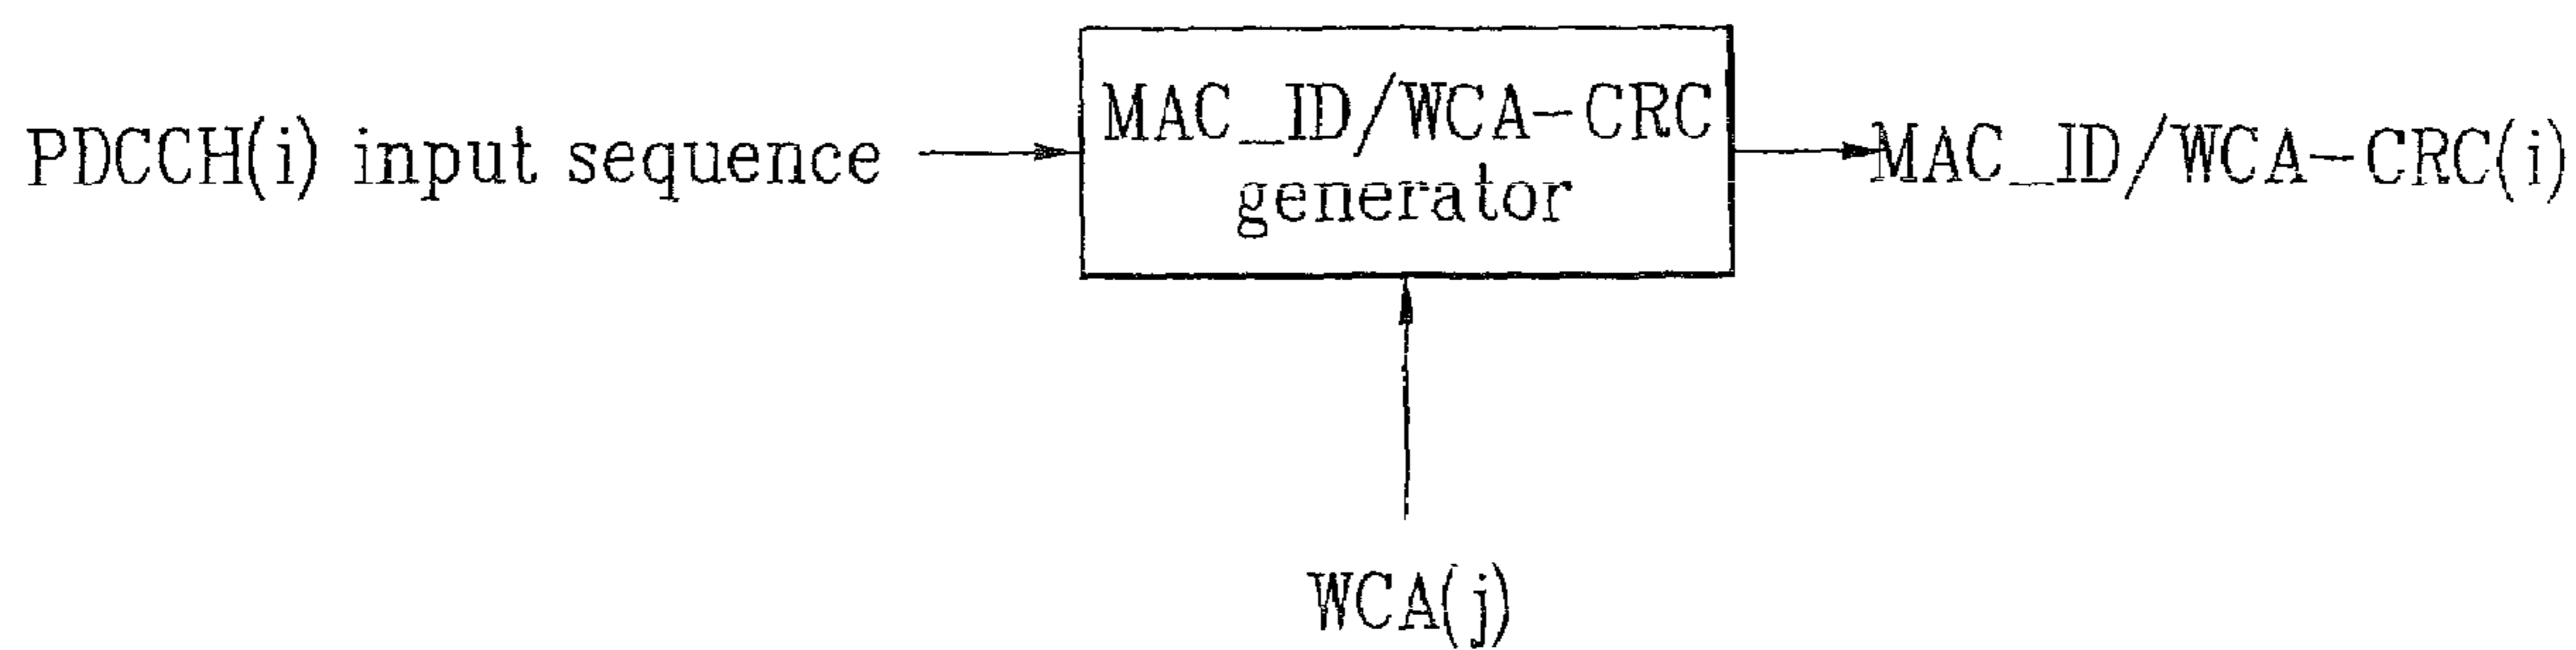 PDCCH(i) input sequence
MAC_ID/WCA-CRC
generator
MAC_ID/WCA-CRC(i)
WCA(j)